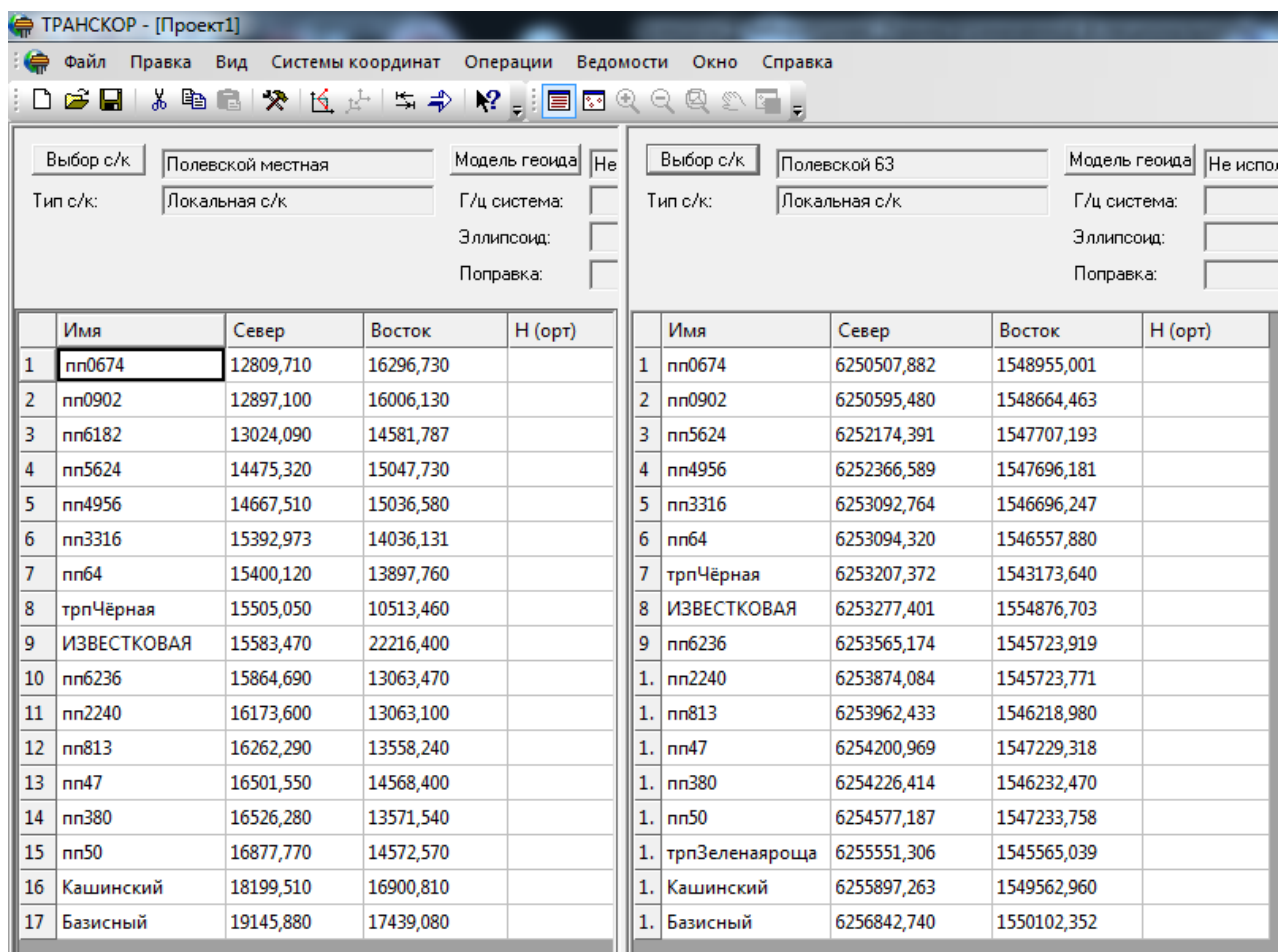 ТРАНСКОР - [Проект1]
Файл Правка Вид Системы координат Операции Ведомости Окно Справка
Выбор с/к Полевской местная Модель геоида Не
Тип с/к: Локальная с/к Г/ц система:
Эллипсоид:
Поправка:
Имя Север Восток Н (орт)
1 пп0674 12809,710 16296,730
2 пп0902 12897,100 16006,130
3 пп6182 13024,090 14581,787
4 пп5624 14475,320 15047,730
5 пп4956 14667,510 15036,580
6 пп3316 15392,973 14036,131
7 пп64 15400,120 13897,760
8 трпЧёрная 15505,050 10513,460
9 ИЗВЕСТКОВАЯ 15583,470 22216,400
10 пп6236 15864,690 13063,470
11 пп2240 16173,600 13063,100
12 пп813 16262,290 13558,240
13 пп47 16501,550 14568,400
14 пп380 16526,280 13571,540
15 пп50 16877,770 14572,570
16 Кашинский 18199,510 16900,810
17 Базисный 19145,880 17439,080
Выбор с/к Полевской 63 Модель геоида Не испол
Тип с/к: Локальная с/к Г/ц система:
Эллипсоид:
Поправка:
Имя Север Восток Н (орт)
1 пп0674 6250507,882 1548955,001
2 пп0902 6250595,480 1548664,463
3 пп5624 6252174,391 1547707,193
4 пп4956 6252366,589 1547696,181
5 пп3316 6253092,764 1546696,247
6 пп64 6253094,320 1546557,880
7 трпЧёрная 6253207,372 1543173,640
8 ИЗВЕСТКОВАЯ 6253277,401 1554876,703
9 пп6236 6253565,174 1545723,919
1. пп2240 6253874,084 1545723,771
1. пп813 6253962,433 1546218,980
1. пп47 6254200,969 1547229,318
1. пп380 6254226,414 1546232,470
1. пп50 6254577,187 1547233,758
1. трпЗеленаяроща 6255551,306 1545565,039
1. Кашинский 6255897,263 1549562,960
1. Базисный 6256842,740 1550102,352